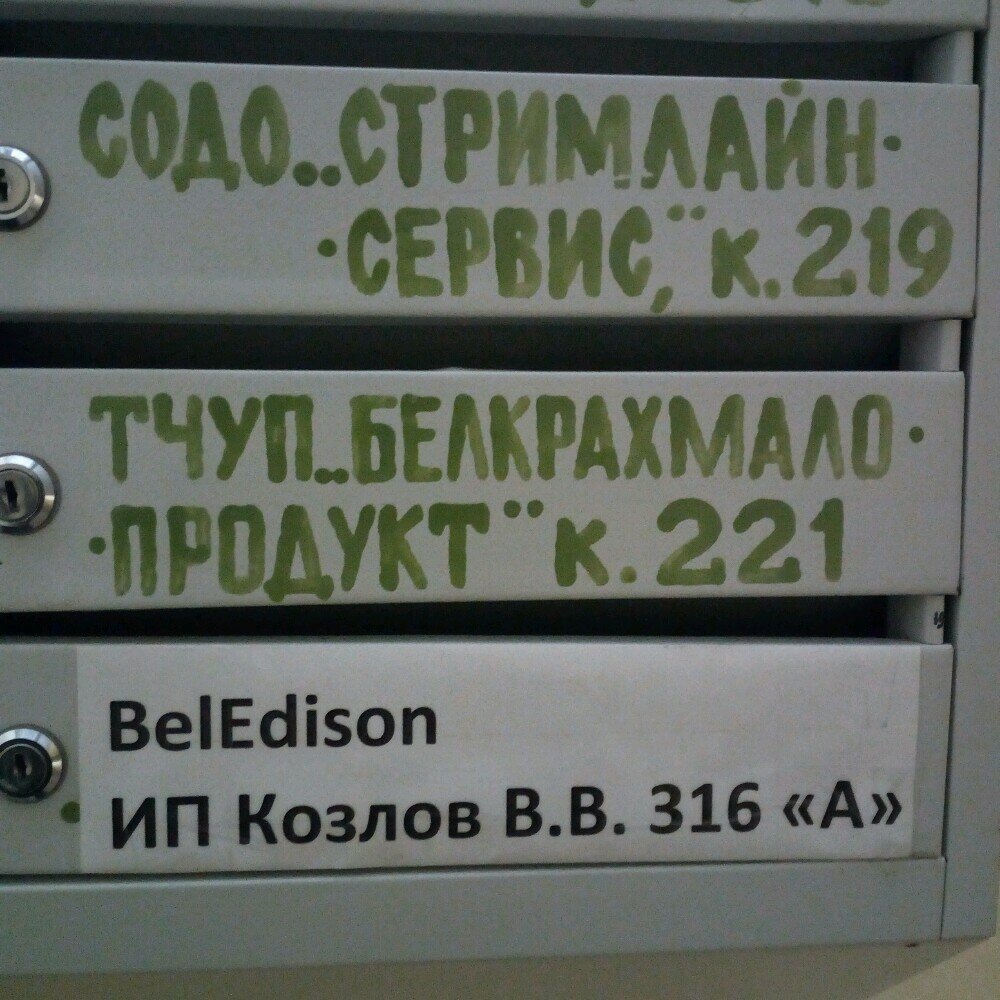 СОДО „СТРИМЛАЙН-
-СЕРВИС,“ к.219
ТЧУП „БЕЛКРАХМАЛО-
-ПРОДУКТ“ к.221
BelEdison
ИП Козлов В.В. 316 «А»